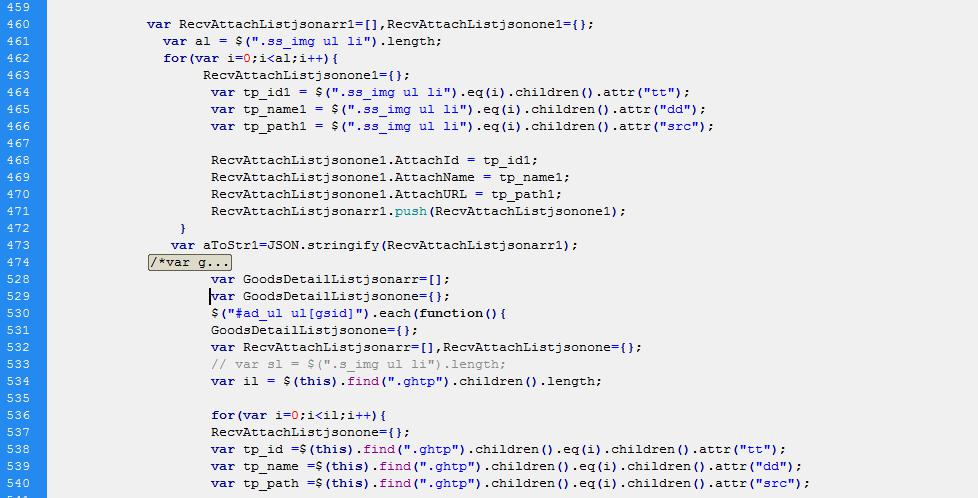 459
460 var RecvAttachListjsonarr1=[],RecvAttachListjsonone1={};
461 var al = $(".ss_img ul li").length;
462 for(var i=0;i<al;i++){
463 RecvAttachListjsonone1={};
464 var tp_id1 = $(".ss_img ul li").eq(i).children().attr("tt");
465 var tp_name1 = $(".ss_img ul li").eq(i).children().attr("dd");
466 var tp_path1 = $(".ss_img ul li").eq(i).children().attr("src");
467
468 RecvAttachListjsonone1.AttachId = tp_id1;
469 RecvAttachListjsonone1.AttachName = tp_name1;
470 RecvAttachListjsonone1.AttachURL = tp_path1;
471 RecvAttachListjsonarr1.push(RecvAttachListjsonone1);
472 }
473 var aToStr1=JSON.stringify(RecvAttachListjsonarr1);
474 /*var g...
528 var GoodsDetailListjsonarr=[];
529 var GoodsDetailListjsonone={};
530 $("#ad_ul ul[gsid]").each(function(){
531 GoodsDetailListjsonone={};
532 var RecvAttachListjsonarr=[],RecvAttachListjsonone={};
533 // var sl = $(".s_img ul li").length;
534 var il = $(this).find(".ghtp").children().length;
535
536 for(var i=0;i<il;i++){
537 RecvAttachListjsonone={};
538 var tp_id =$(this).find(".ghtp").children().eq(i).children().attr("tt");
539 var tp_name =$(this).find(".ghtp").children().eq(i).children().attr("dd");
540 var tp_path =$(this).find(".ghtp").children().eq(i).children().attr("src");